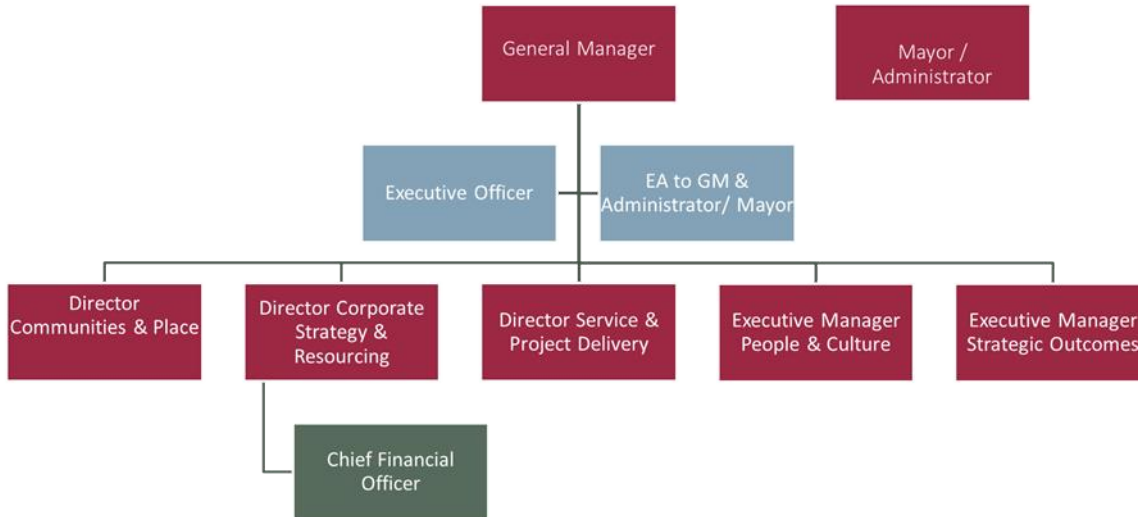 General Manager
Mayor /
Administrator
Executive Officer
EA to GM &
Administrator/ Mayor
Director
Communities & Place
Director Corporate
Strategy &
Resourcing
Director Service &
Project Delivery
Executive Manager
People & Culture
Executive Manager
Strategic Outcomes
Chief Financial
Officer